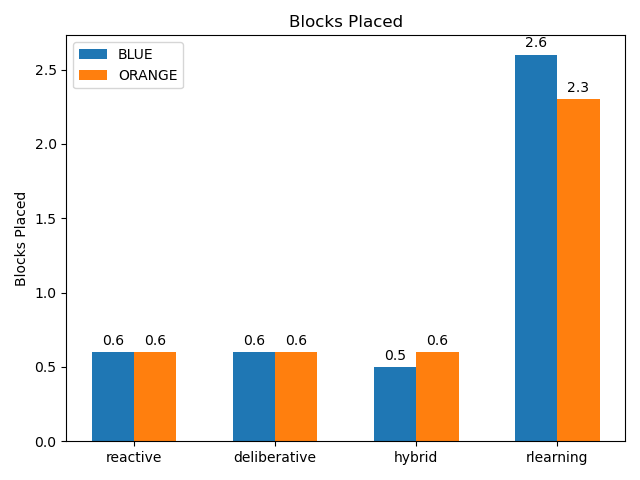 Blocks Placed
BLUE
ORANGE
Blocks Placed
2.5
2.0
1.5
1.0
0.5
0.0
0.6 0.6 0.6 0.6 0.5 0.6 2.6 2.3
reactive deliberative hybrid rlearning